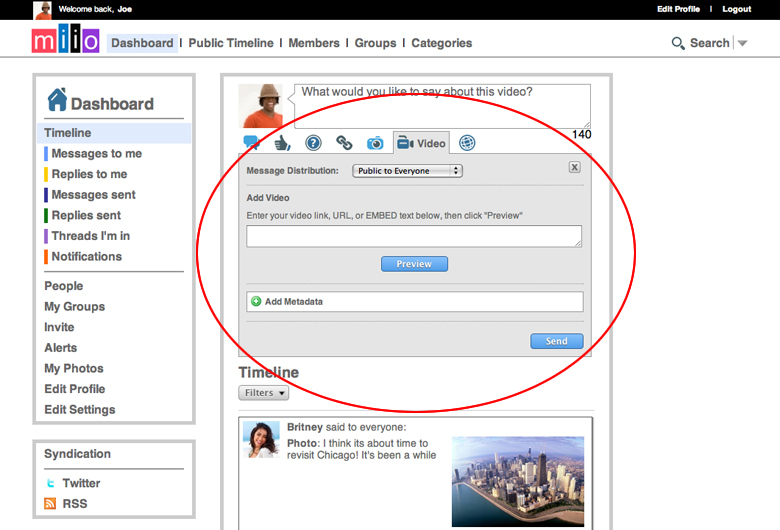 Welcome back, Joe
Edit Profile | Logout
miio
Dashboard | Public Timeline | Members | Groups | Categories
Search
Dashboard
Timeline
Messages to me
Replies to me
Messages sent
Replies sent
Threads I'm in
Notifications
People
My Groups
Invite
Alerts
My Photos
Edit Profile
Edit Settings
Syndication
Twitter
RSS
What would you like to say about this video?
140
Video
Message Distribution: Public to Everyone
x
Add Video
Enter your video link, URL, or EMBED text below, then click "Preview"
Preview
Add Metadata
Send
Timeline
Filters
Britney said to everyone:
Photo: I think its about time to
revisit Chicago! It's been a while